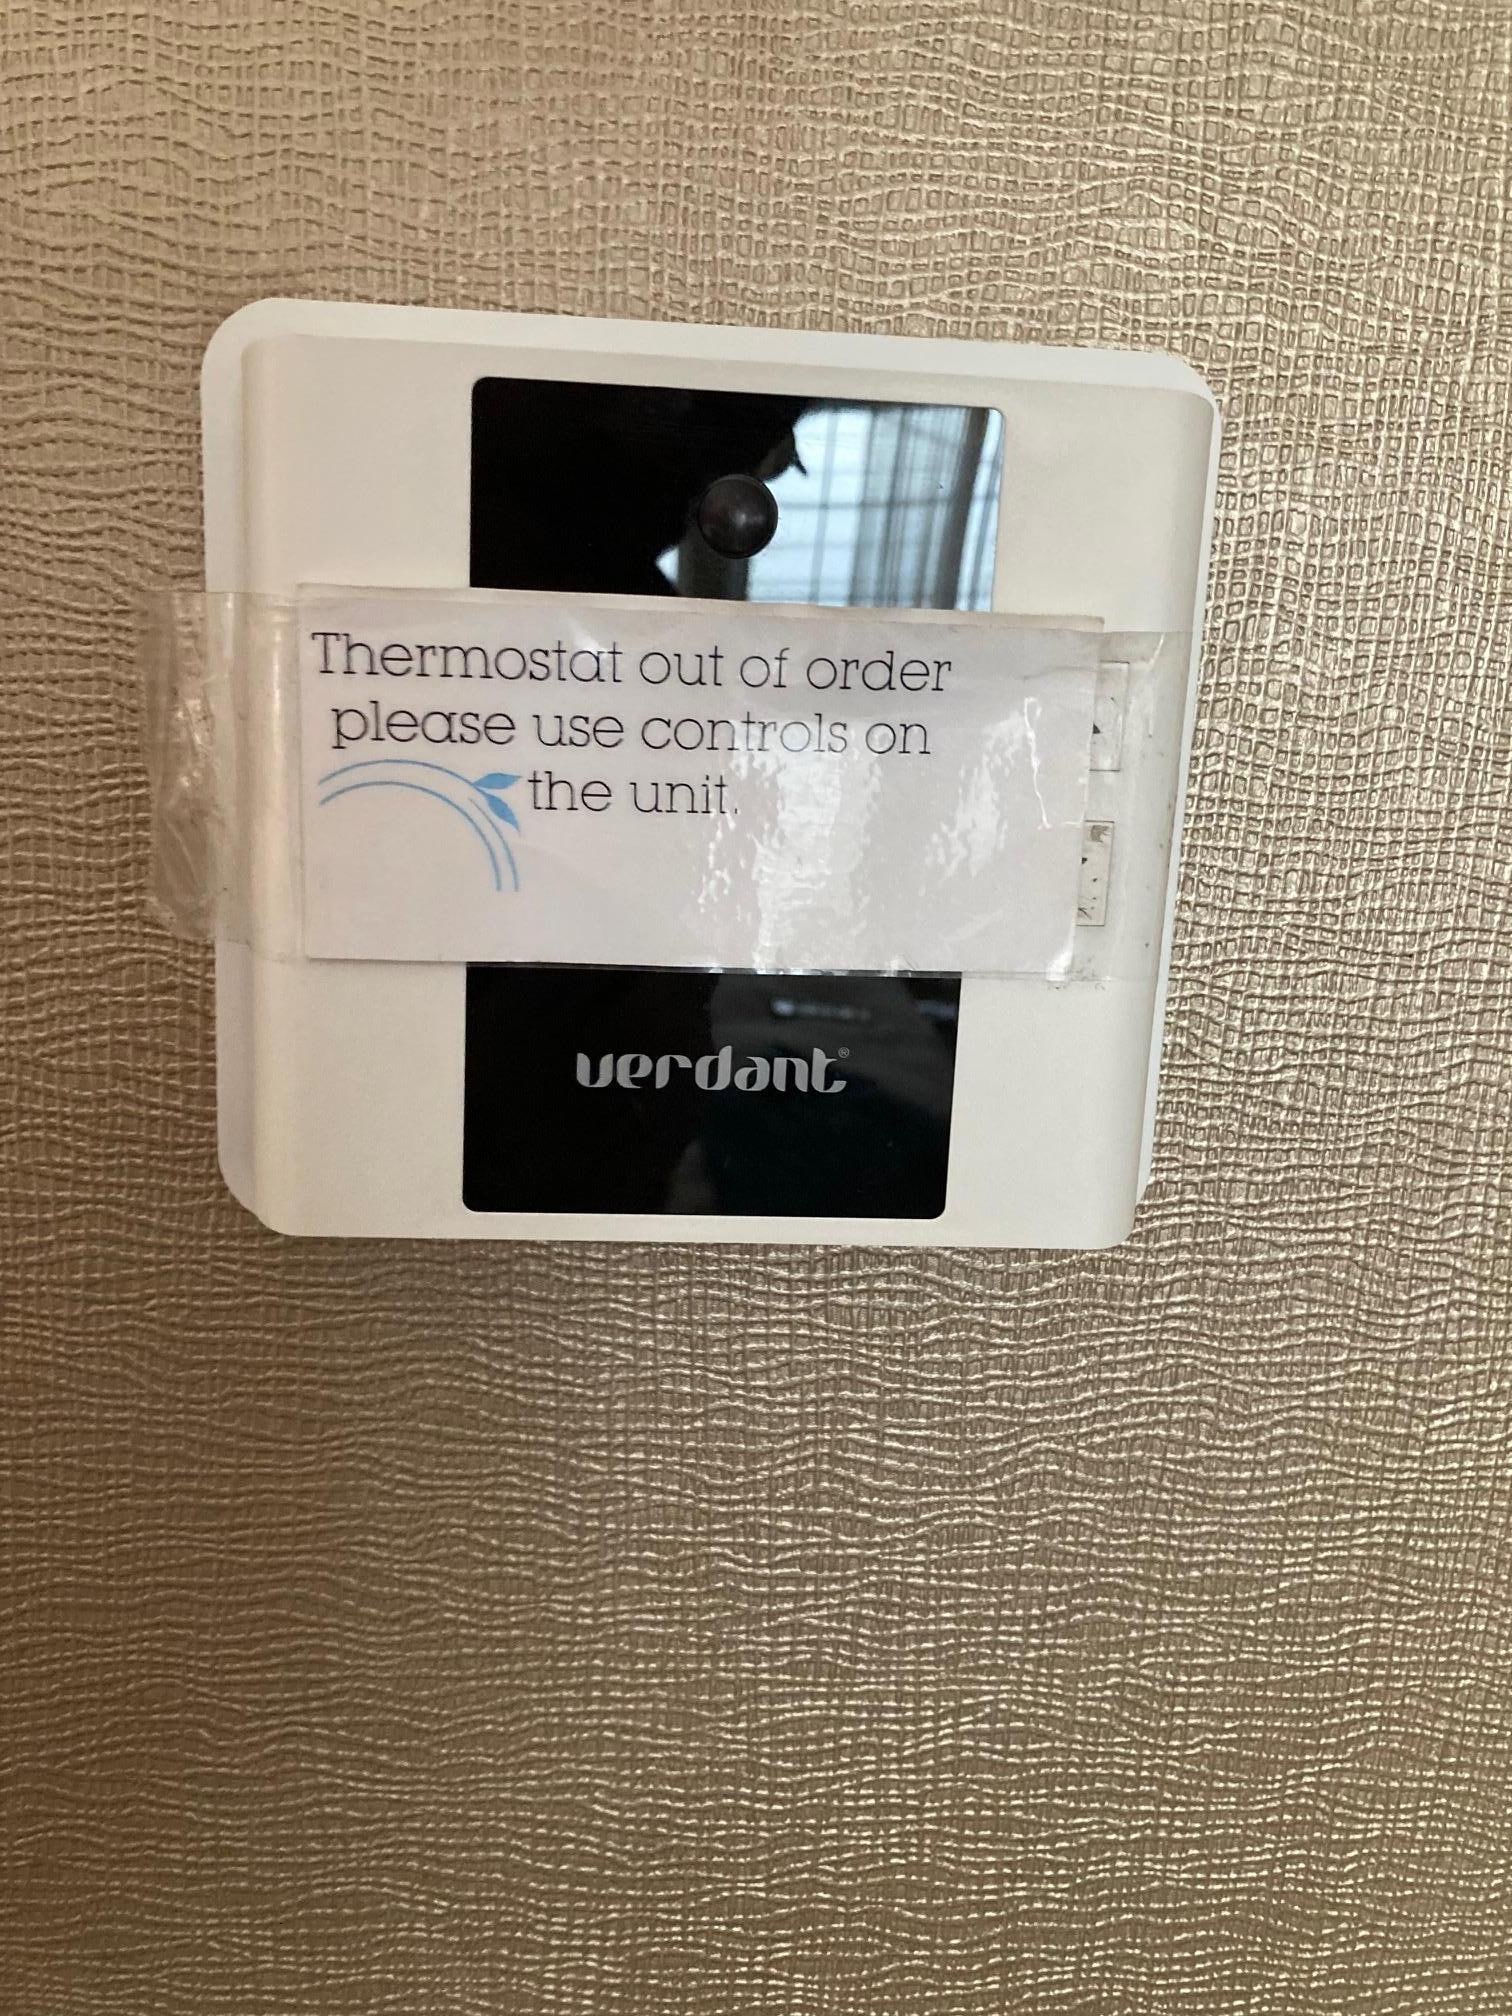 Thermostat out of order
please use controls on
the unit.
verdant®